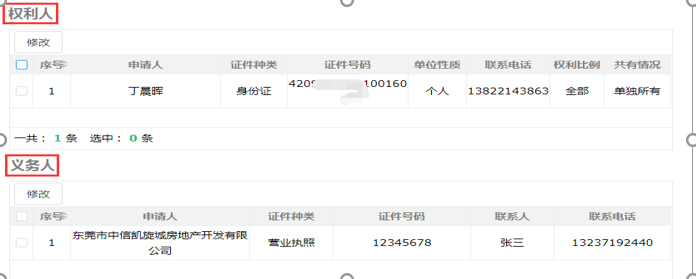 权利人
修改
序号 申请人 证件种类 证件号码 单位性质 联系电话 权利比例 共有情况
1 丁晨晖 身份证 4209 100160 个人 13822143863 全部 单独所有
一共： 1 条 选中： 0 条
义务人
修改
序号 申请人 证件种类 证件号码 联系人 联系电话
1 东莞市中信凯旋城房地产开发有限 营业执照 12345678 张三 13237192440
公司